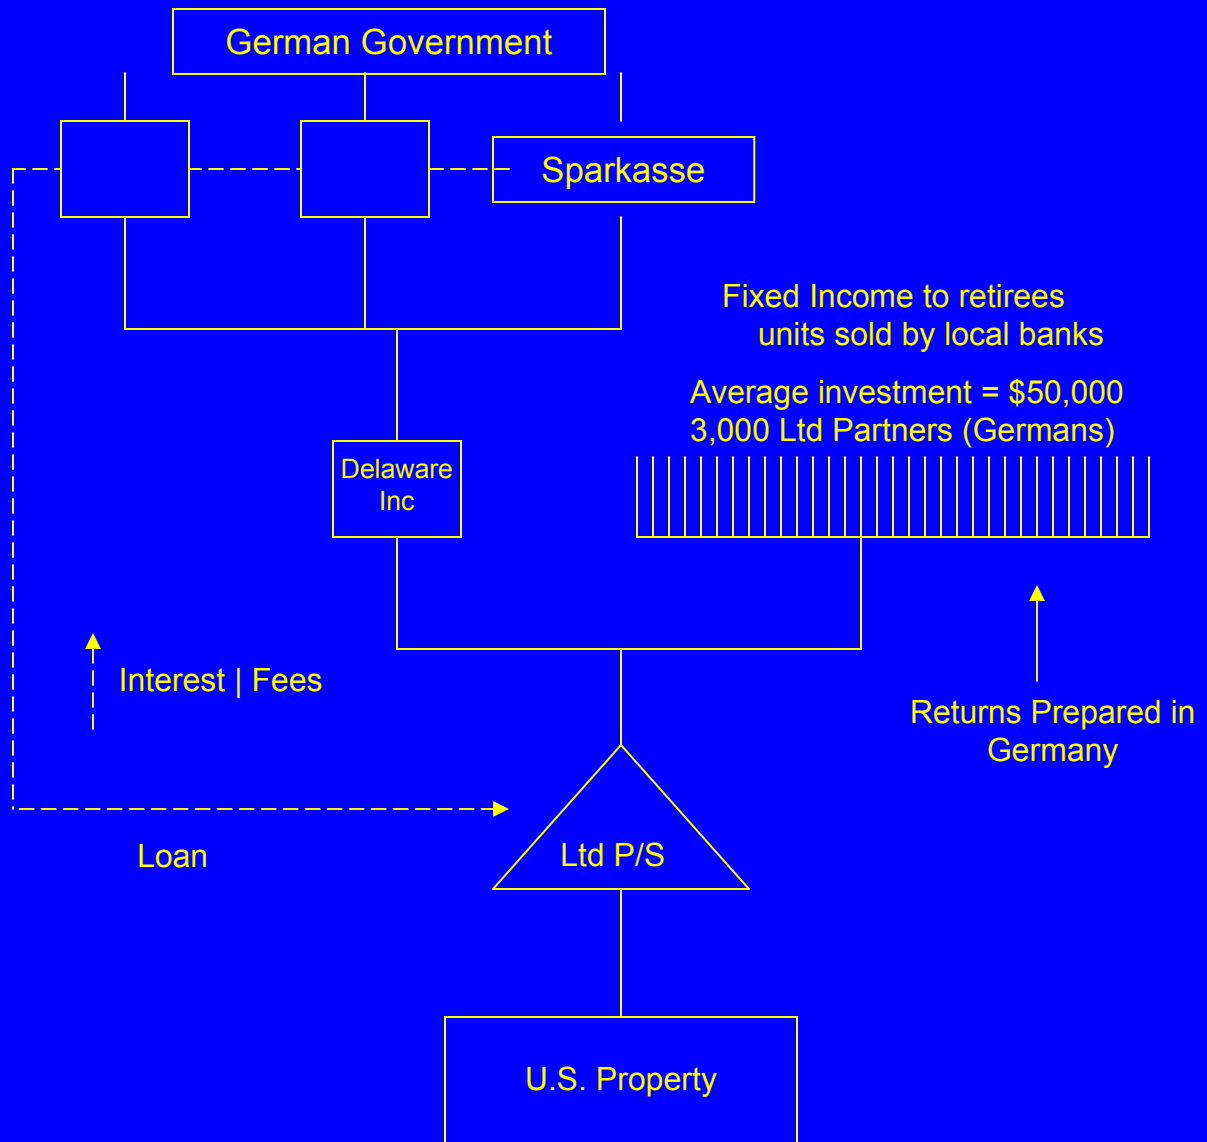 German Government
Sparkasse
Fixed Income to retirees
units sold by local banks
Average investment = $50,000
3,000 Ltd Partners (Germans)
Delaware
Inc
Interest | Fees
Returns Prepared in
Germany
Loan
Ltd P/S
U.S. Property